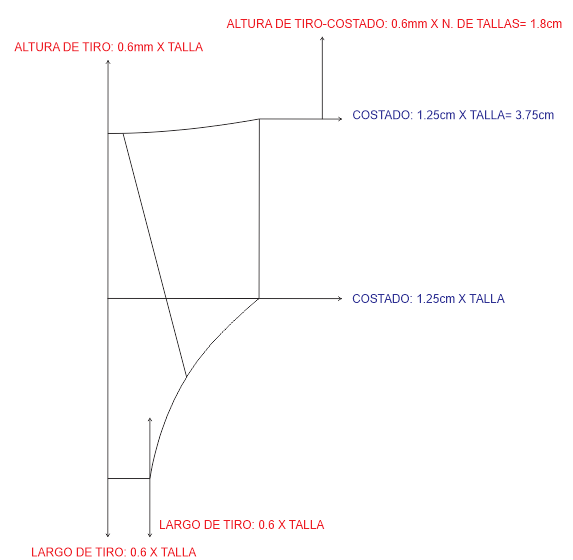 ALTURA DE TIRO-COSTADO: 0.6mm X N. DE TALLAS= 1.8cm
ALTURA DE TIRO: 0.6mm X TALLA
COSTADO: 1.25cm X TALLA= 3.75cm
COSTADO: 1.25cm X TALLA
LARGO DE TIRO: 0,6 X TALLA
LARGO DE TIRO: 0.6 X TALLA